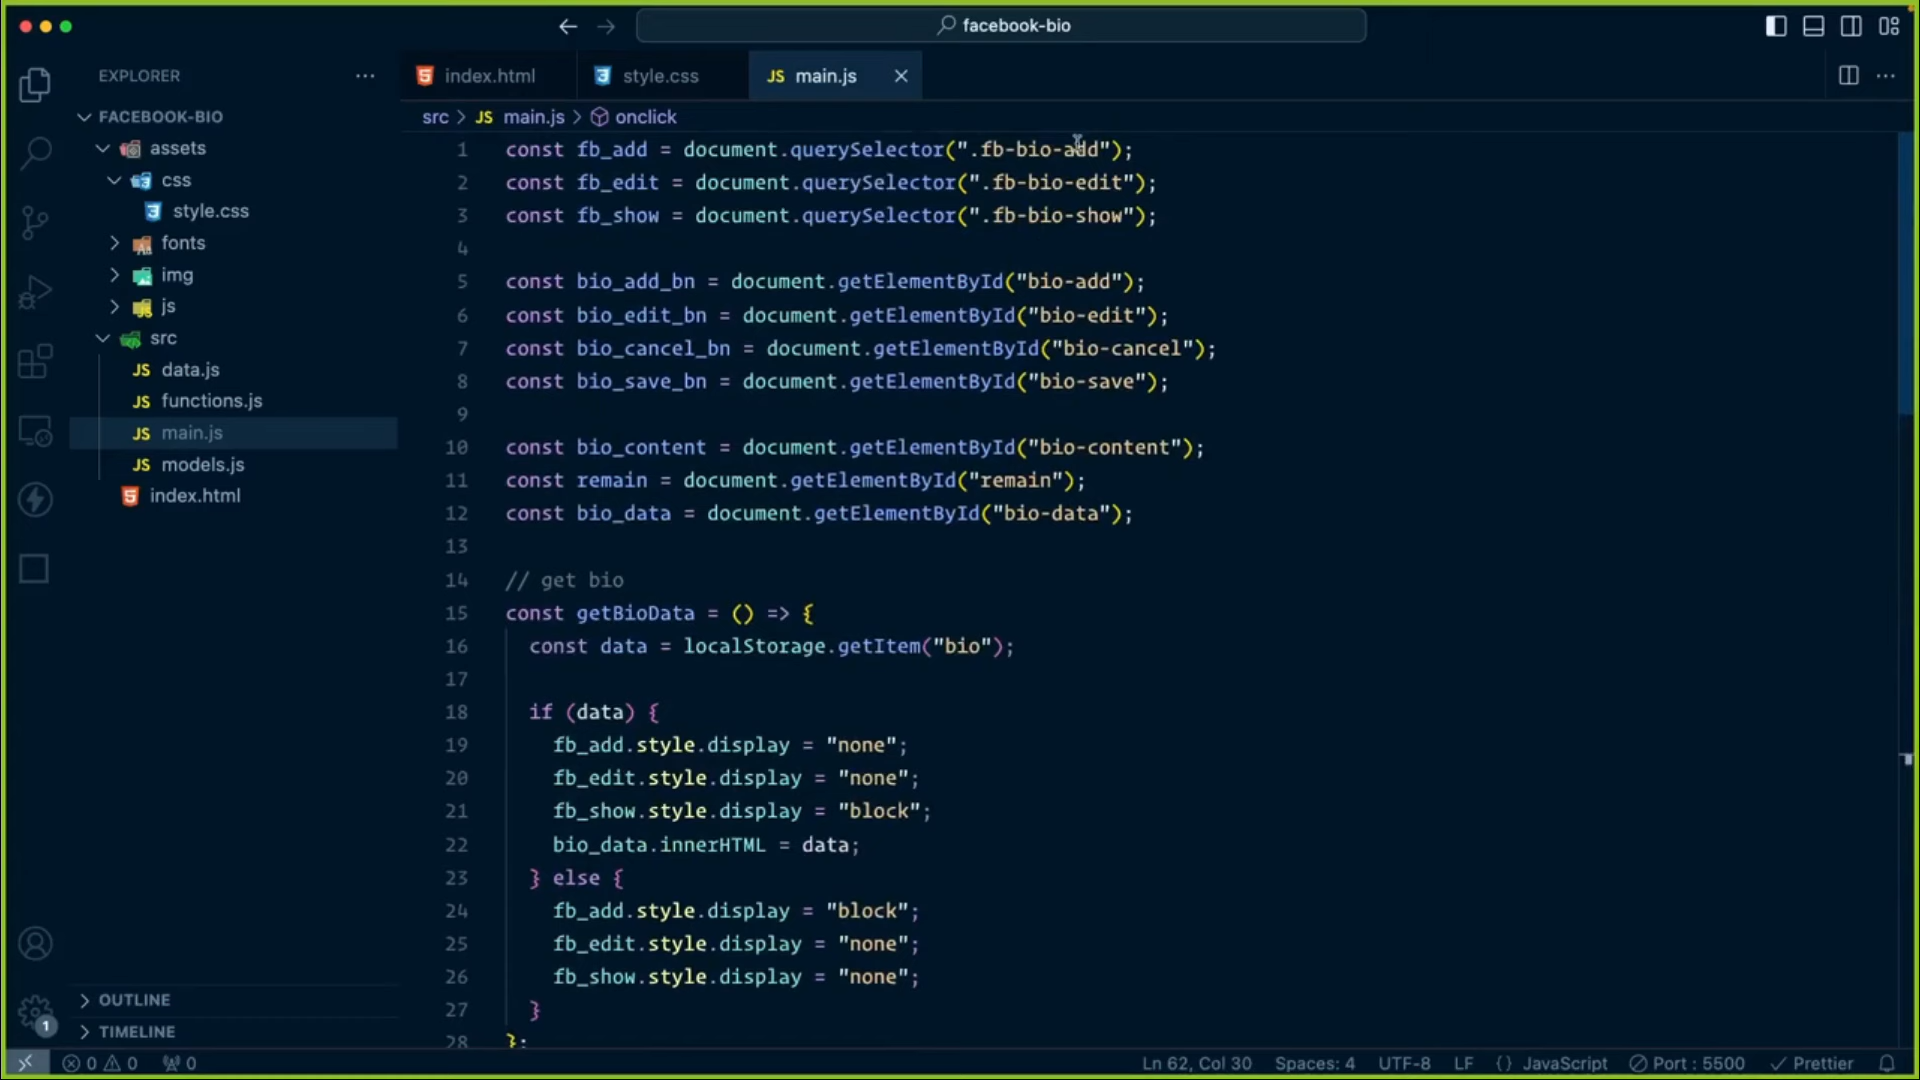 facebook-bio
EXPLORER
index.html
style.css
JS main.js
FACEBOOK-BIO
src > JS main.js > onclick
assets
css
style.css
fonts
img
js
src
JS data.js
JS functions.js
JS main.js
JS models.js
index.html
1 const fb_add = document.querySelector(".fb-bio-add");
2 const fb_edit = document.querySelector(".fb-bio-edit");
3 const fb_show = document.querySelector(".fb-bio-show");
4
5 const bio_add_bn = document.getElementById("bio-add");
6 const bio_edit_bn = document.getElementById("bio-edit");
7 const bio_cancel_bn = document.getElementById("bio-cancel");
8 const bio_save_bn = document.getElementById("bio-save");
9
10 const bio_content = document.getElementById("bio-content");
11 const remain = document.getElementById("remain");
12 const bio_data = document.getElementById("bio-data");
13
14 // get bio
15 const getBioData = () => {
16 const data = localStorage.getItem("bio");
17
18 if (data) {
19 fb_add.style.display = "none";
20 fb_edit.style.display = "none";
21 fb_show.style.display = "block";
22 bio_data.innerHTML = data;
23 } else {
24 fb_add.style.display = "block";
25 fb_edit.style.display = "none";
26 fb_show.style.display = "none";
27 }
28 };
OUTLINE
TIMELINE
1
0 0 0
Ln 62, Col 30 Spaces: 4 UTF-8 LF {} JavaScript Port : 5500 Prettier